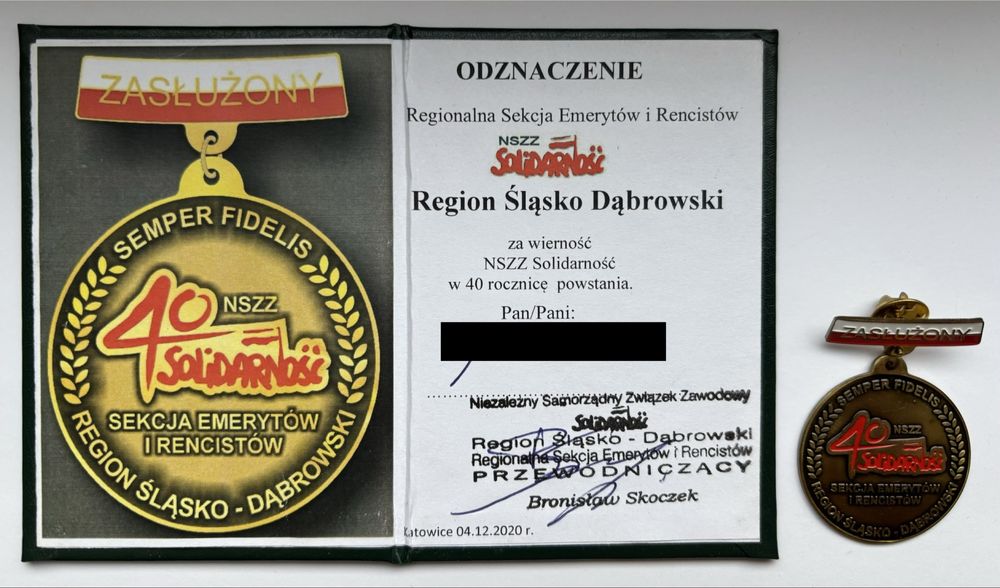 ZASŁUŻONY
SEMPER FIDELIS
40 NSZZ
SOLIDARNOŚĆ
SEKCJA EMERYTÓW
I RENCISTÓW
REGION ŚLĄSKO - DĄBROWSKI
ODZNACZENIE
Regionalna Sekcja Emerytów i Rencistów
NSZZ
SOLIDARNOŚĆ
Region Śląsko Dąbrowski
za wierność
NSZZ Solidarność
w 40 rocznicę powstania.
Pan/Pani:
Niezależny Samorządny Związek Zawodowy
SOLIDARNOŚĆ
Region Śląsko - Dąbrowski
Regionalna Sekcja Emerytów i Rencistów
PRZEWODNICZĄCY
Bronisław Skoczek
Katowice 04.12.2020 r.
ZASŁUŻONY
SEMPER FIDELIS
40 NSZZ
SOLIDARNOŚĆ
SEKCJA EMERYTÓW
I RENCISTÓW
REGION ŚLĄSKO - DĄBROWSKI